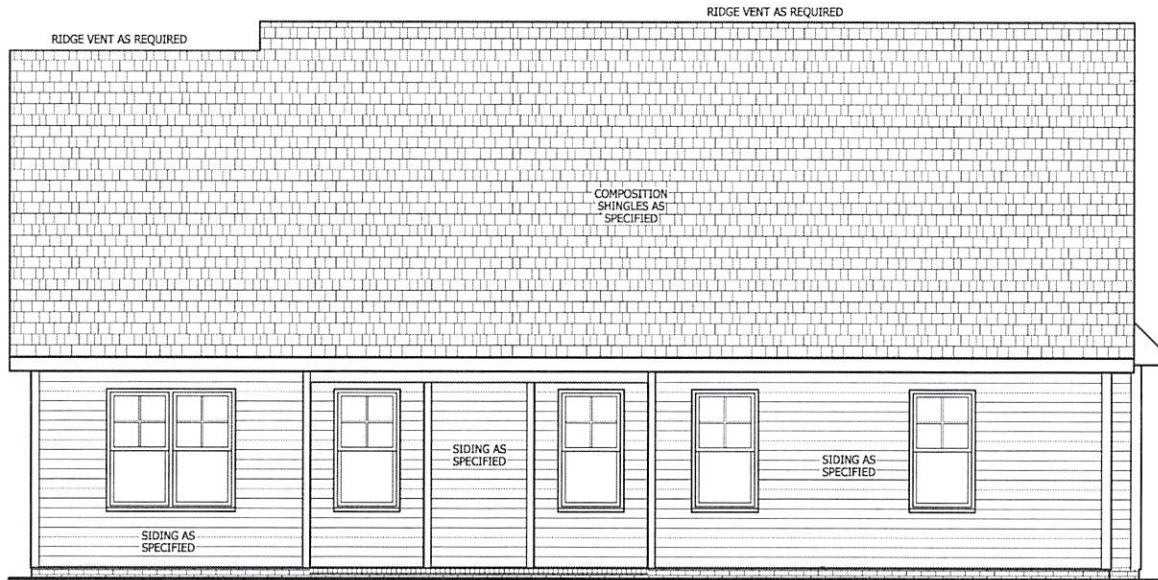 RIDGE VENT AS REQUIRED
RIDGE VENT AS REQUIRED
COMPOSITION
SHINGLES AS
SPECIFIED
SIDING AS
SPECIFIED
SIDING AS
SPECIFIED
SIDING AS
SPECIFIED